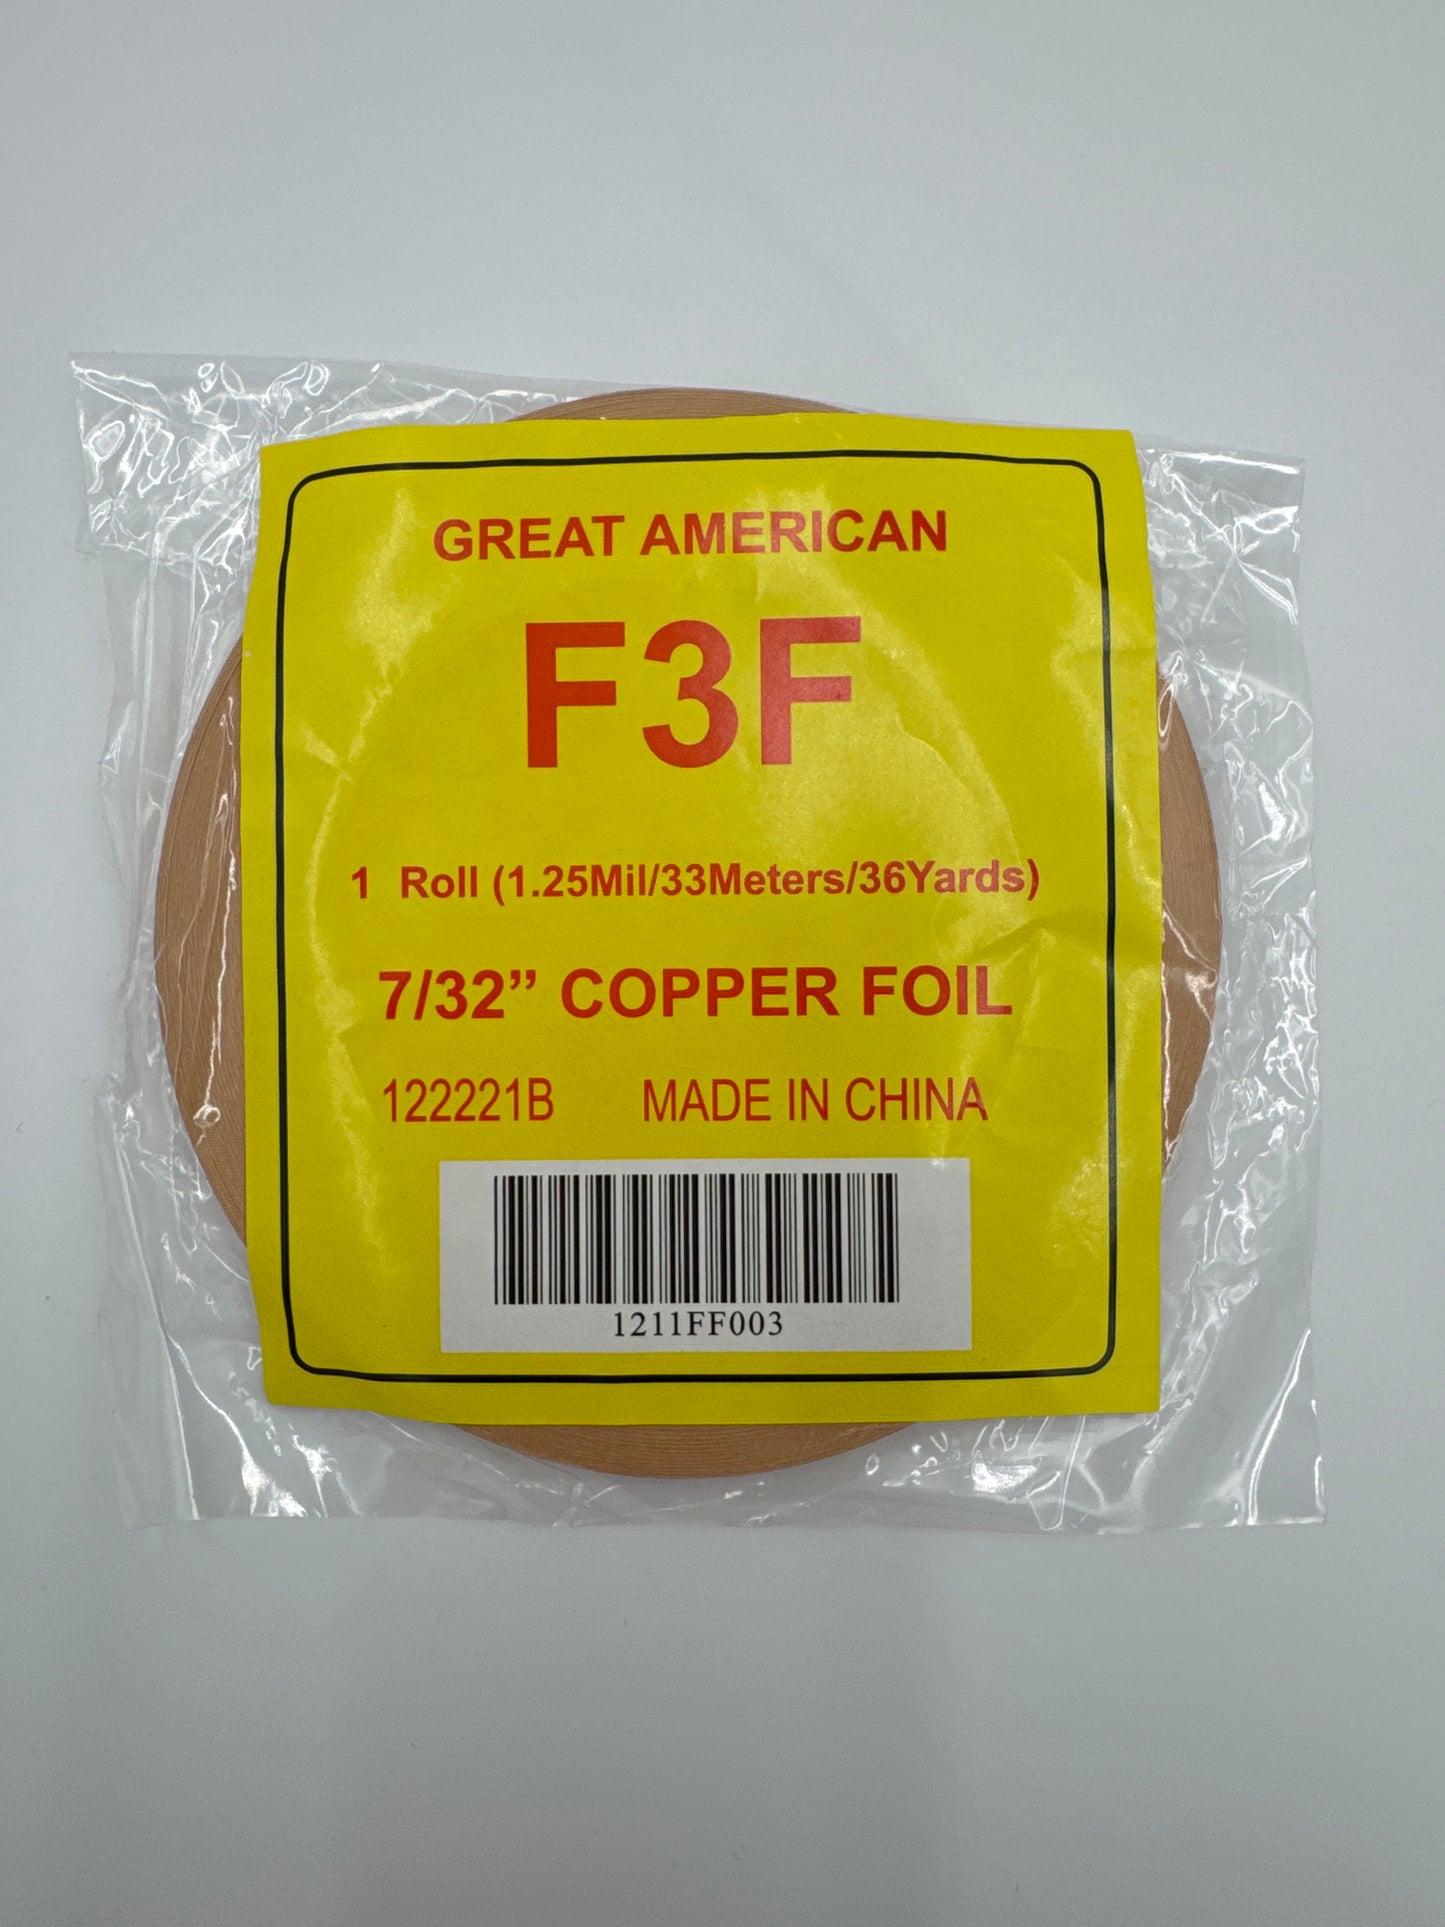 GREAT AMERICAN
F3F
1 Roll (1.25Mil/33Meters/36Yards)
7/32” COPPER FOIL
122221B MADE IN CHINA
1211FF003